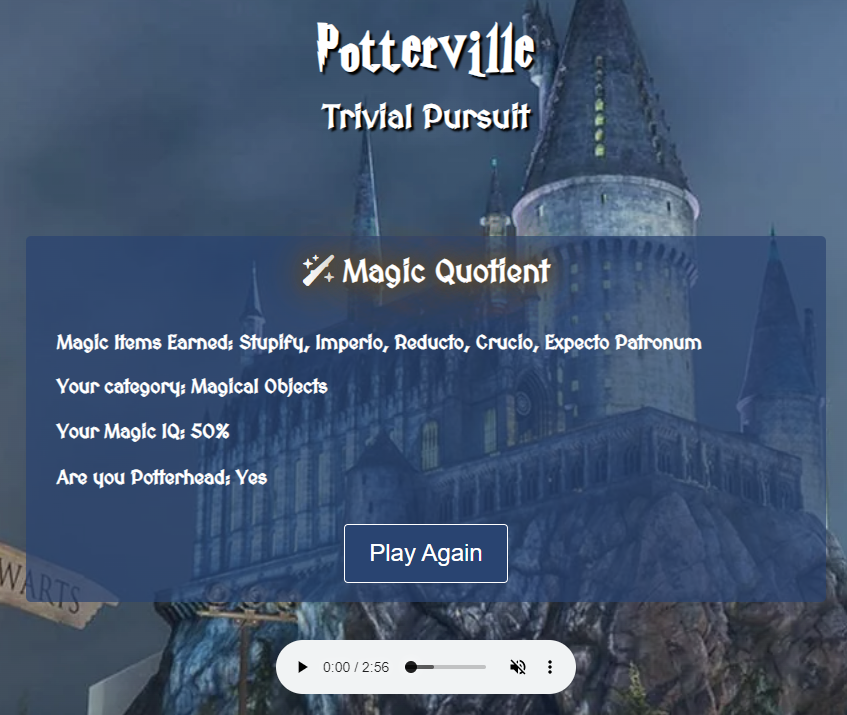 Potterville
Trivial Pursuit
Magic Quotient
Magic Items Earned: Stupify, Imperio, Reducto, Crucio, Expecto Patronum
Your category: Magical Objects
Your Magic IQ: 50%
Are you Potterhead: Yes
Play Again
WARTS
0:00 / 2:56